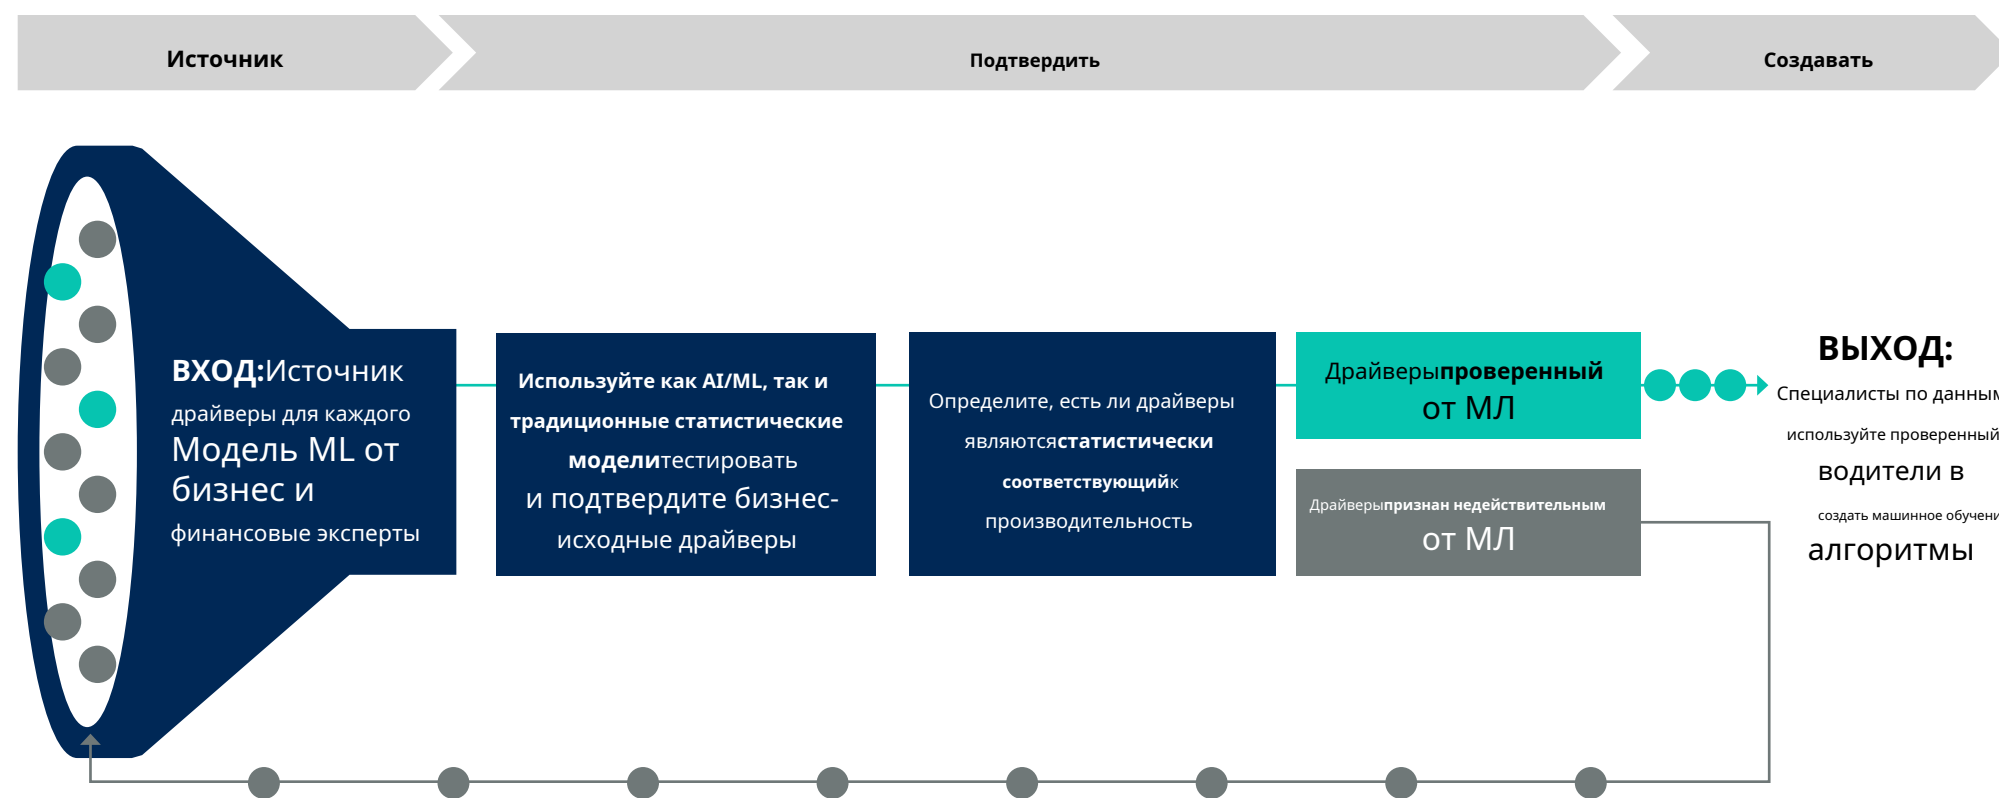 Источник
Подтвердить
Создавать
ВХОД:Источник
драйверы для каждого
Модель ML от
бизнес и
финансовые эксперты
Используйте как AI/ML, так и
традиционные статистические
моделитестировать
и подтвердите бизнес-
исходные драйверы
Определите, есть ли драйверы
являютсястатистически
соответствующийк
производительность
Драйверыпроверенный
от МЛ
Драйверыпризнан недействительным
от МЛ
ВЫХОД:
Специалисты по данным
используйте проверенный
водители в
создать машинное обучени
алгоритмы